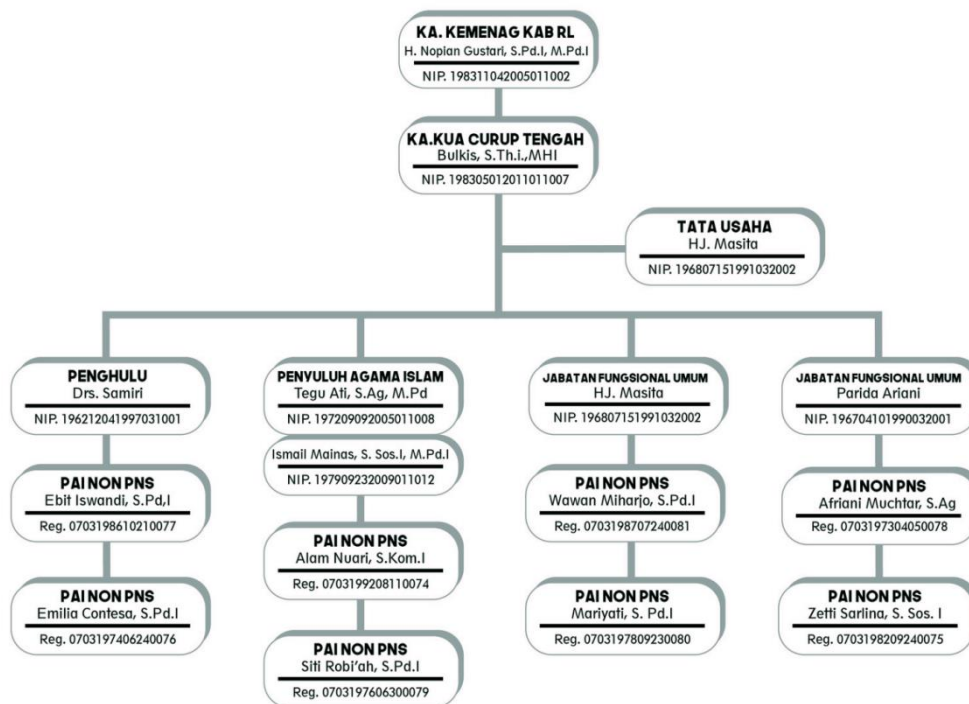 KA. KEMENAG KAB RL
H. Nopian Gustari, S.Pd.I, M.Pd.I
NIP. 198311042005011002
KA.KUA CURUP TENGAH
Bulkis, S.Th.i.,MHI
NIP. 198305012011011007
TATA USAHA
HJ. Masita
NIP. 196807151991032002
PENGHULU
Drs. Samiri
NIP. 196212041997031001
PAI NON PNS
Ebit Iswandi, S.Pd,I
Reg. 0703198610210077
PAI NON PNS
Emilia Contesa, S.Pd.I
Reg. 0703197406240076
PENYULUH AGAMA ISLAM
Tegu Ati, S.Ag, M.Pd
NIP. 197209092005011008
Ismail Mainas, S. Sos.I, M.Pd.I
NIP. 197909232009011012
PAI NON PNS
Alam Nuari, S.Kom.I
Reg. 0703199208110074
PAI NON PNS
Siti Robi'ah, S.Pd.I
Reg. 0703197606300079
JABATAN FUNGSIONAL UMUM
HJ. Masita
NIP. 196807151991032002
PAI NON PNS
Wawan Miharjo, S.Pd.I
Reg. 0703198707240081
PAI NON PNS
Mariyati, S. Pd.I
Reg. 0703197809230080
JABATAN FUNGSIONAL UMUM
Parida Ariani
NIP. 196704101990032001
PAI NON PNS
Afriani Muchtar, S.Ag
Reg. 0703197304050078
PAI NON PNS
Zetti Sarlina, S. Sos. I
Reg. 0703198209240075